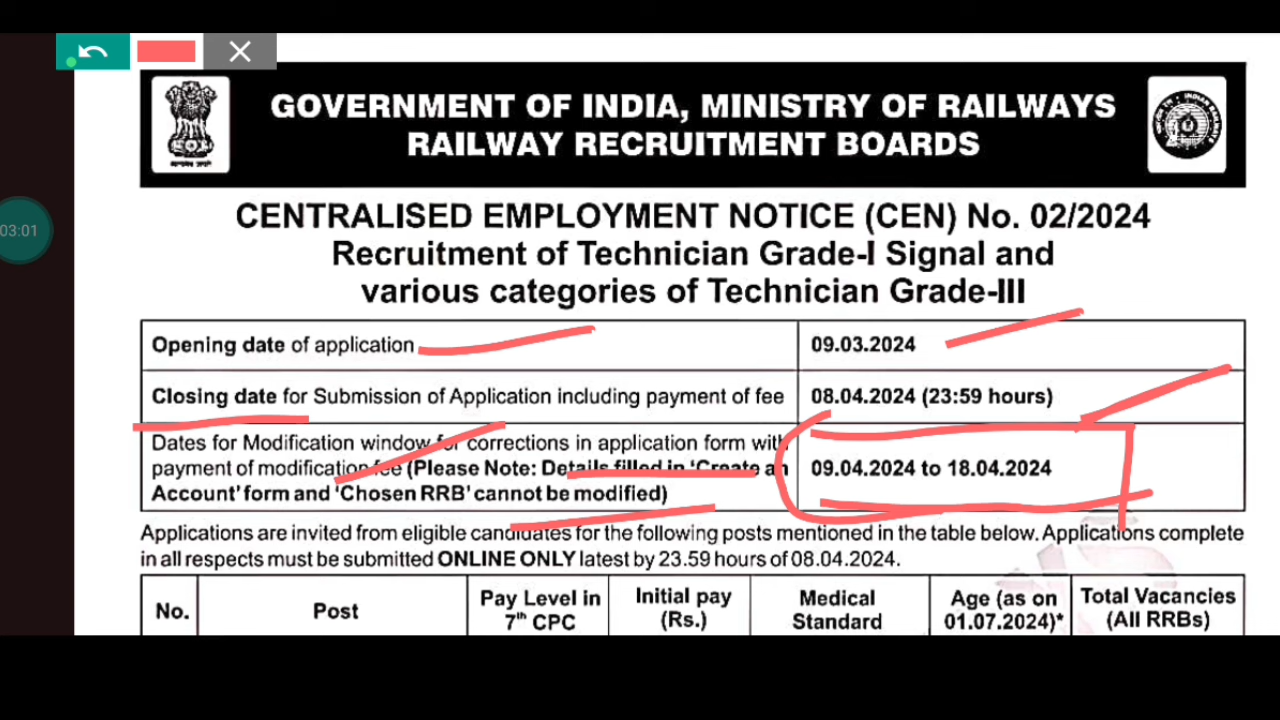 GOVERNMENT OF INDIA, MINISTRY OF RAILWAYS
RAILWAY RECRUITMENT BOARDS
CENTRALISED EMPLOYMENT NOTICE (CEN) No. 02/2024
Recruitment of Technician Grade-I Signal and
various categories of Technician Grade-III
03:01
Opening date of application 09.03.2024
Closing date for Submission of Application including payment of fee 08.04.2024 (23:59 hours)
Dates for Modification window for corrections in application form with
payment of modification fee (Please Note: Details filled in 'Create an
Account' form and 'Chosen RRB' cannot be modified)
09.04.2024 to 18.04.2024
Applications are invited from eligible candidates for the following posts mentioned in the table below. Applications complete
in all respects must be submitted ONLINE ONLY latest by 23.59 hours of 08.04.2024.
No.
Post
Pay Level in
7th CPC
Initial pay
(Rs.)
Medical
Standard
Age (as on
01.07.2024)*
Total Vacancies
(All RRBs)